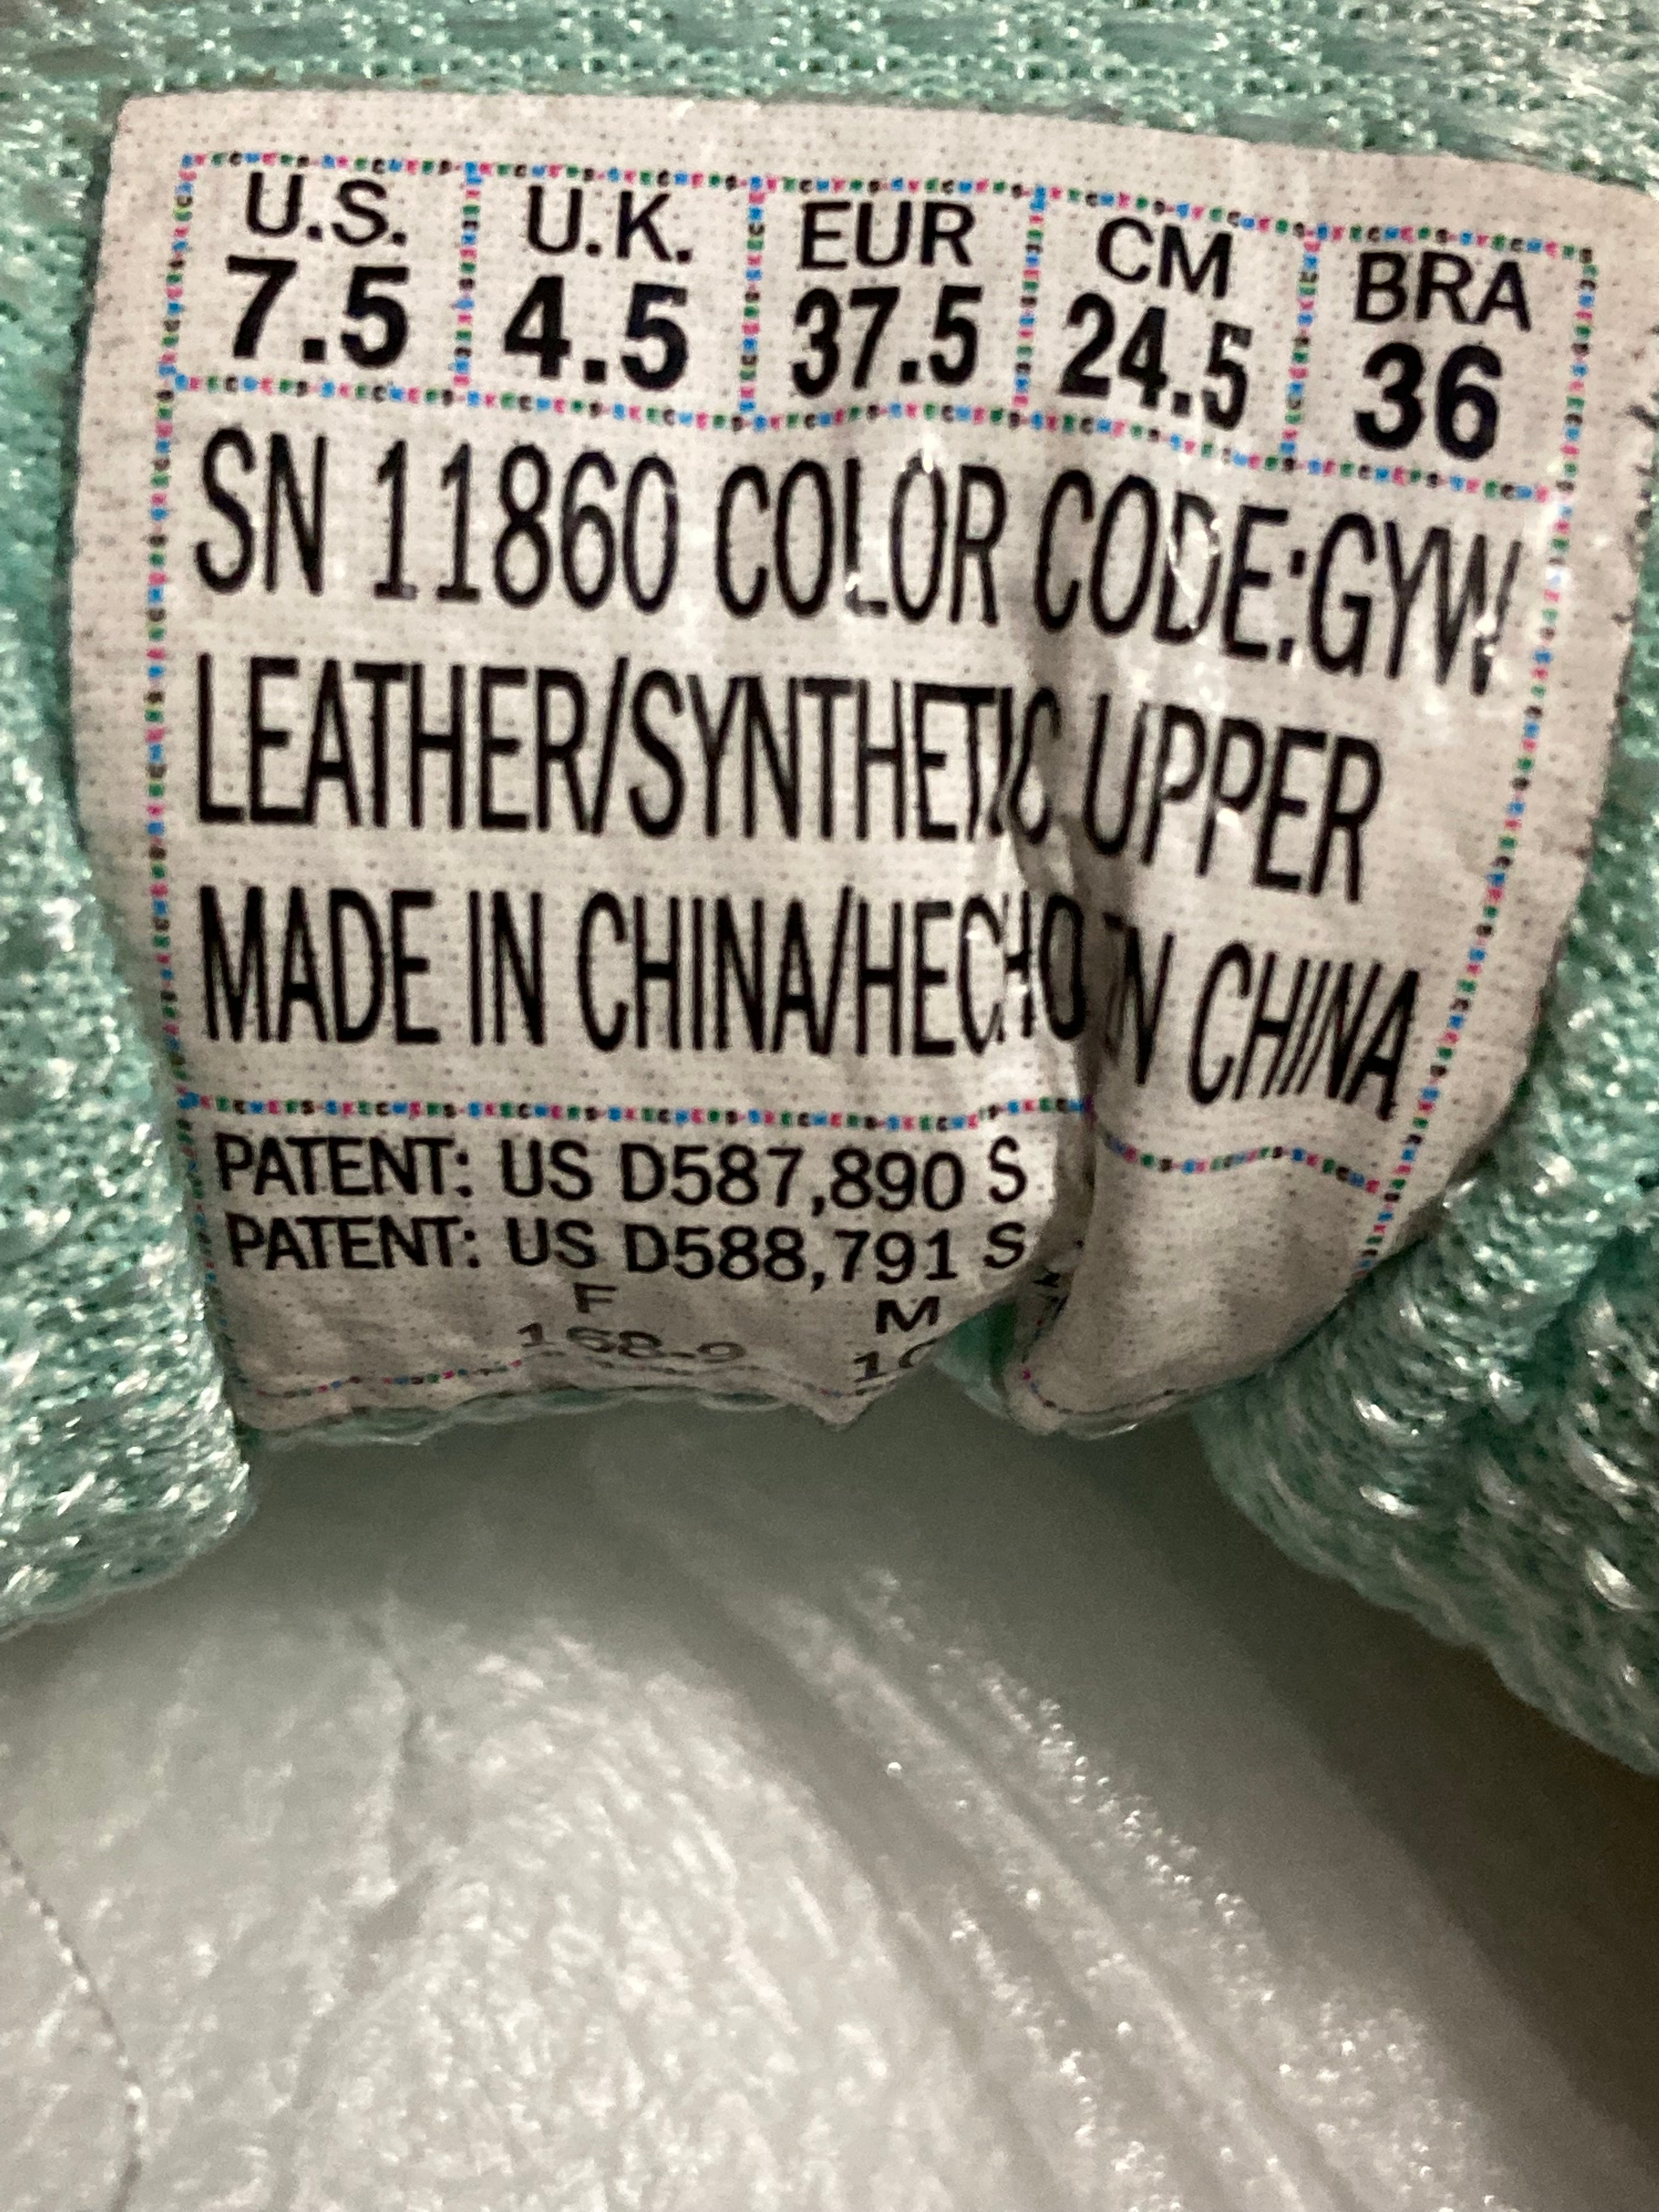 U.S. U.K. EUR CM BRA
7.5 4.5 37.5 24.5 36
SN 11860 COLOR CODE:GYW
LEATHER/SYNTHETIC UPPER
MADE IN CHINA/HECHO EN CHINA
PATENT: US D587,890 S
PATENT: US D588,791 S
F M